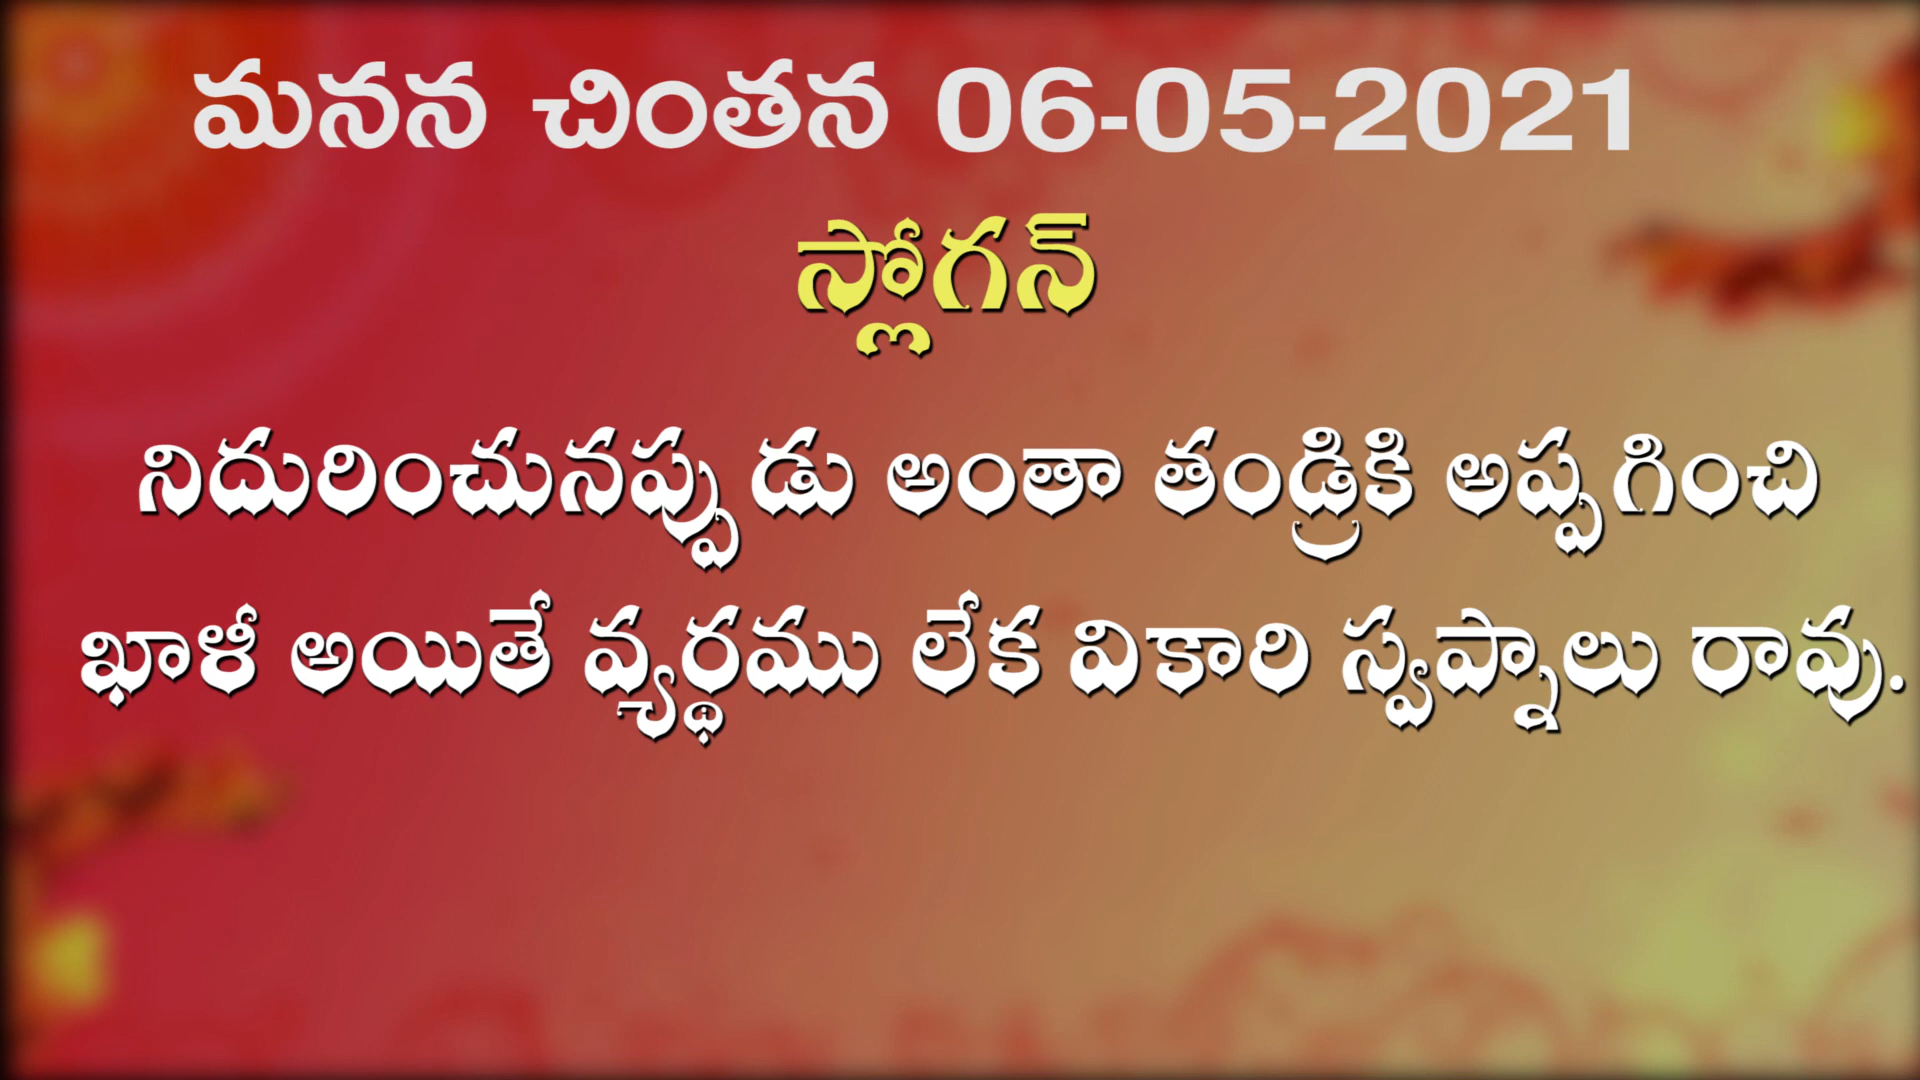 మనన చింతన 06-05-2021
స్లోగన్
నిదురించునప్పుడు అంతా తండ్రికి అప్పగించి
ఖాళీ అయితే వ్యర్థము లేక వికారి స్వప్నాలు రావు.